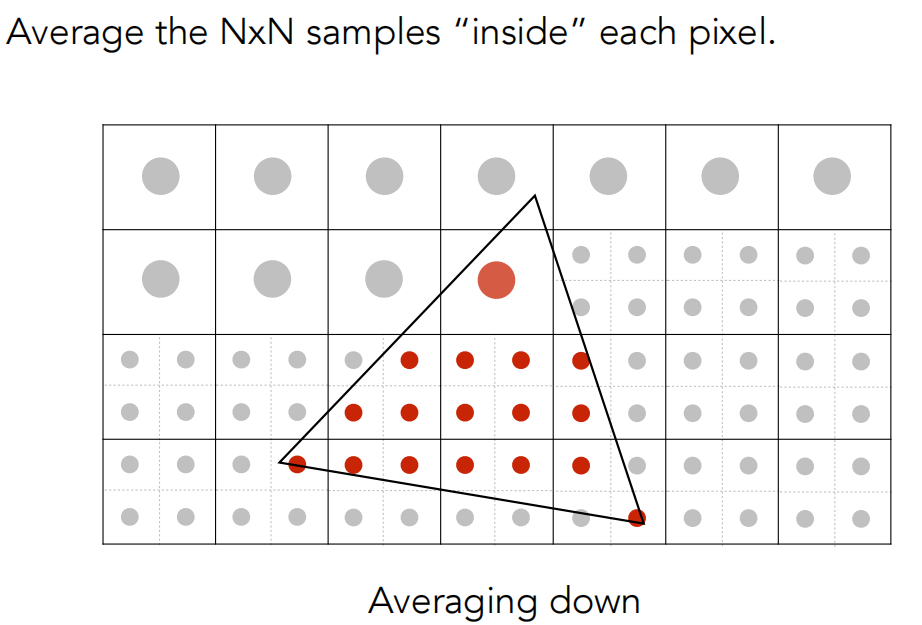 Average the NxN samples “inside” each pixel.
Averaging down